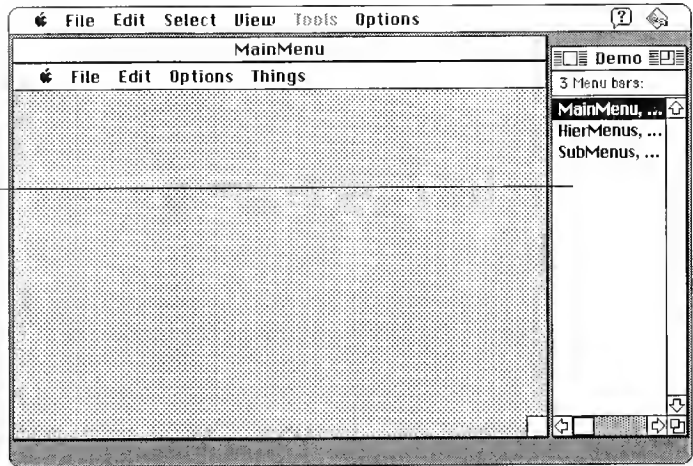 File Edit Select View Tools Options
MainMenu
File Edit Options Things
Demo
3 Menu bars:
MainMenu, ...
HierMenus, ...
SubMenus, ...